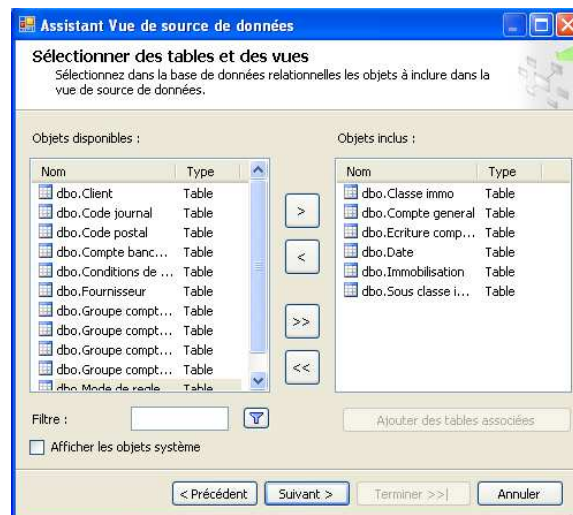 Assistant Vue de source de données
Sélectionner des tables et des vues
Sélectionnez dans la base de données relationnelles les objets à inclure dans la
vue de source de données.
Objets disponibles :
Nom Type
dbo.Client Table
dbo.Code journal Table
dbo.Code postal Table
dbo.Compte banc... Table
dbo.Conditions de ... Table
dbo.Fournisseur Table
dbo.Groupe compt... Table
dbo.Groupe compt... Table
dbo.Groupe compt... Table
dbo.Mode de regle... Table
>
<
>>
<<
Objets inclus :
Nom Type
dbo.Classe immo Table
dbo.Compte general Table
dbo.Ecriture comp... Table
dbo.Date Table
dbo.Immobilisation Table
dbo.Sous classe i... Table
Filtre :
Ajouter des tables associées
Afficher les objets système
< Précédent Suivant > Terminer >>| Annuler